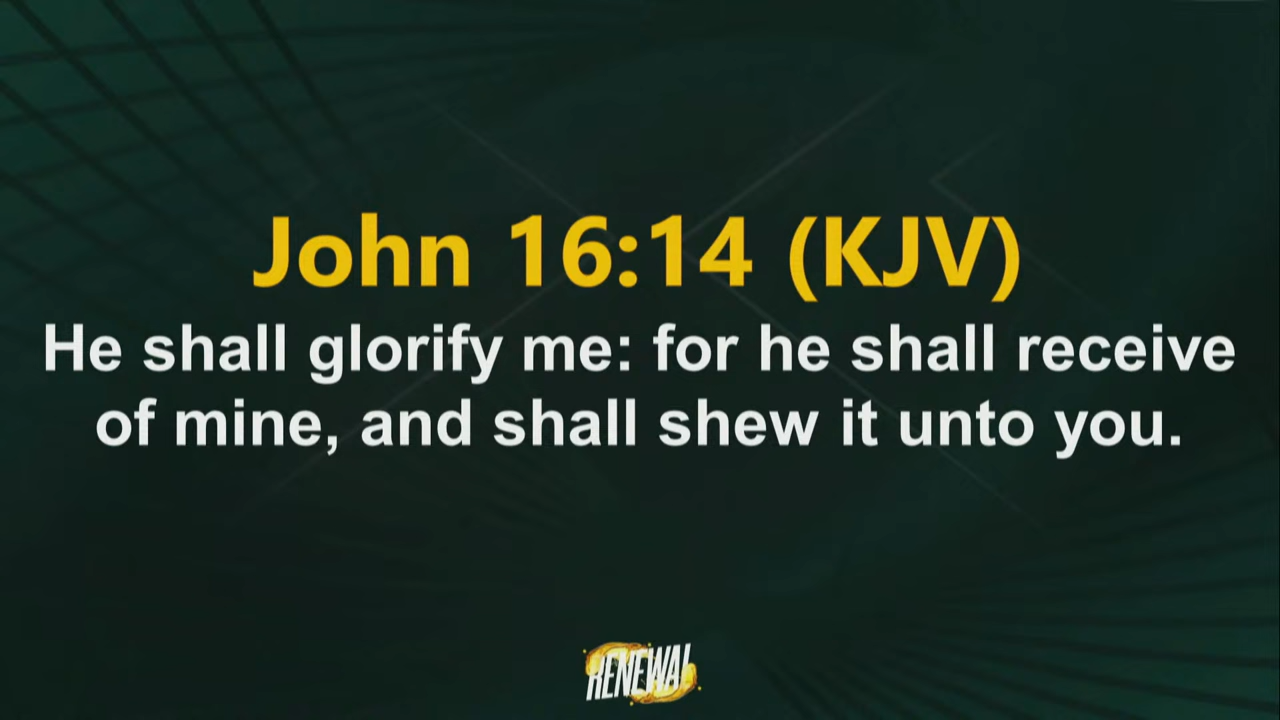 John 16:14 (KJV)
He shall glorify me: for he shall receive
of mine, and shall shew it unto you.
RENEWAL